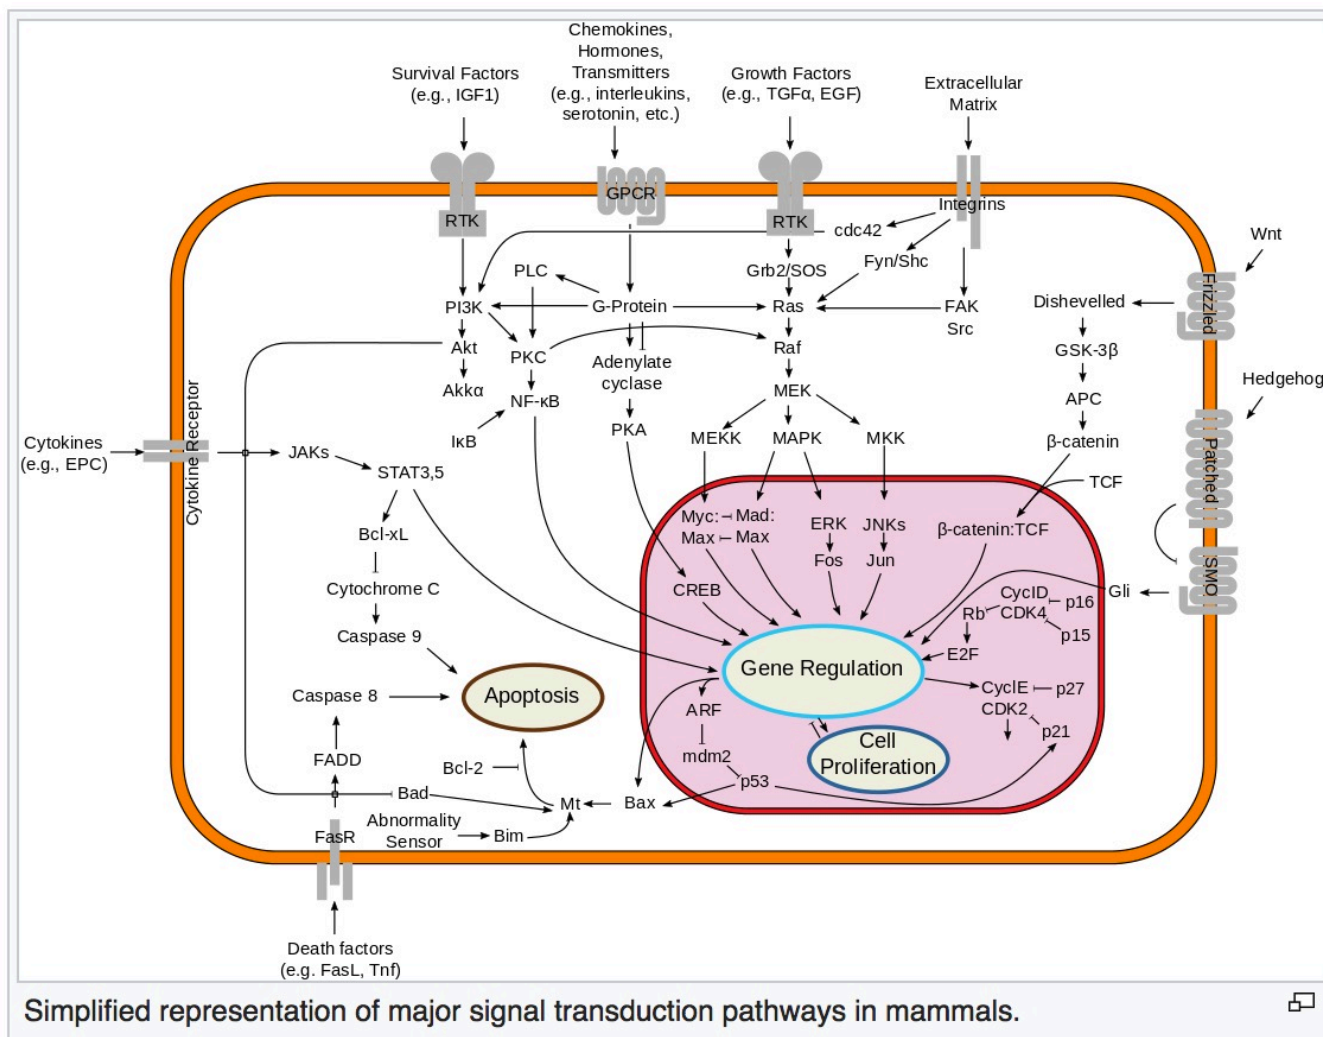 Chemokines,
Hormones,
Transmitters
(e.g., interleukins,
serotonin, etc.)
Survival Factors
(e.g., IGF1)
Growth Factors
(e.g., TGFα, EGF)
Extracellular
Matrix
RTK
GPCR
RTK
Integrins
cdc42
Wnt
Frizzled
PLC
Grb2/SOS
Fyn/Shc
PI3K
G-Protein
Ras
FAK
Src
Dishevelled
Akt
PKC
Adenylate
cyclase
Raf
GSK-3β
Akkα
NF-κB
MEK
APC
Hedgehog
IκB
PKA
MEKK
MAPK
MKK
β-catenin
Patched
Cytokines
(e.g., EPC)
Cytokine Receptor
JAKs
STAT3,5
TCF
Bcl-xL
Myc:
Mad:
Max
Max
ERK
JNKs
β-catenin:TCF
Fos
Jun
SMO
Cytochrome C
CREB
Gli
CycID
CDK4
p16
Rb
p15
Caspase 9
E2F
Gene Regulation
Apoptosis
Caspase 8
CyclE
CDK2
p27
ARF
p21
FADD
Bcl-2
mdm2
Cell
Proliferation
p53
Bad
Mt
Bax
Abnormality
Sensor
Bim
FasR
Death factors
(e.g. FasL, Tnf)
Simplified representation of major signal transduction pathways in mammals.